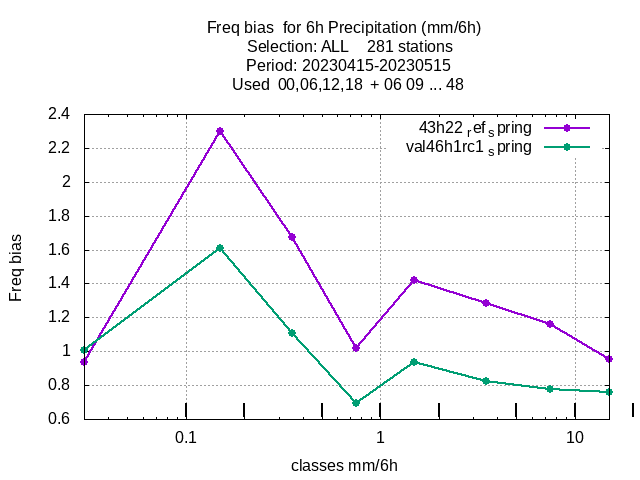 Freq bias  for 6h Precipitation (mm/6h)
Selection: ALL    281 stations
Period: 20230415-20230515
Used  00,06,12,18  + 06 09 ... 48
43h22 ref spring
val46h1rc1 spring
2.4
2.2
2
1.8
1.6
1.4
1.2
1
0.8
0.6
Freq bias
0.1 1 10
classes mm/6h